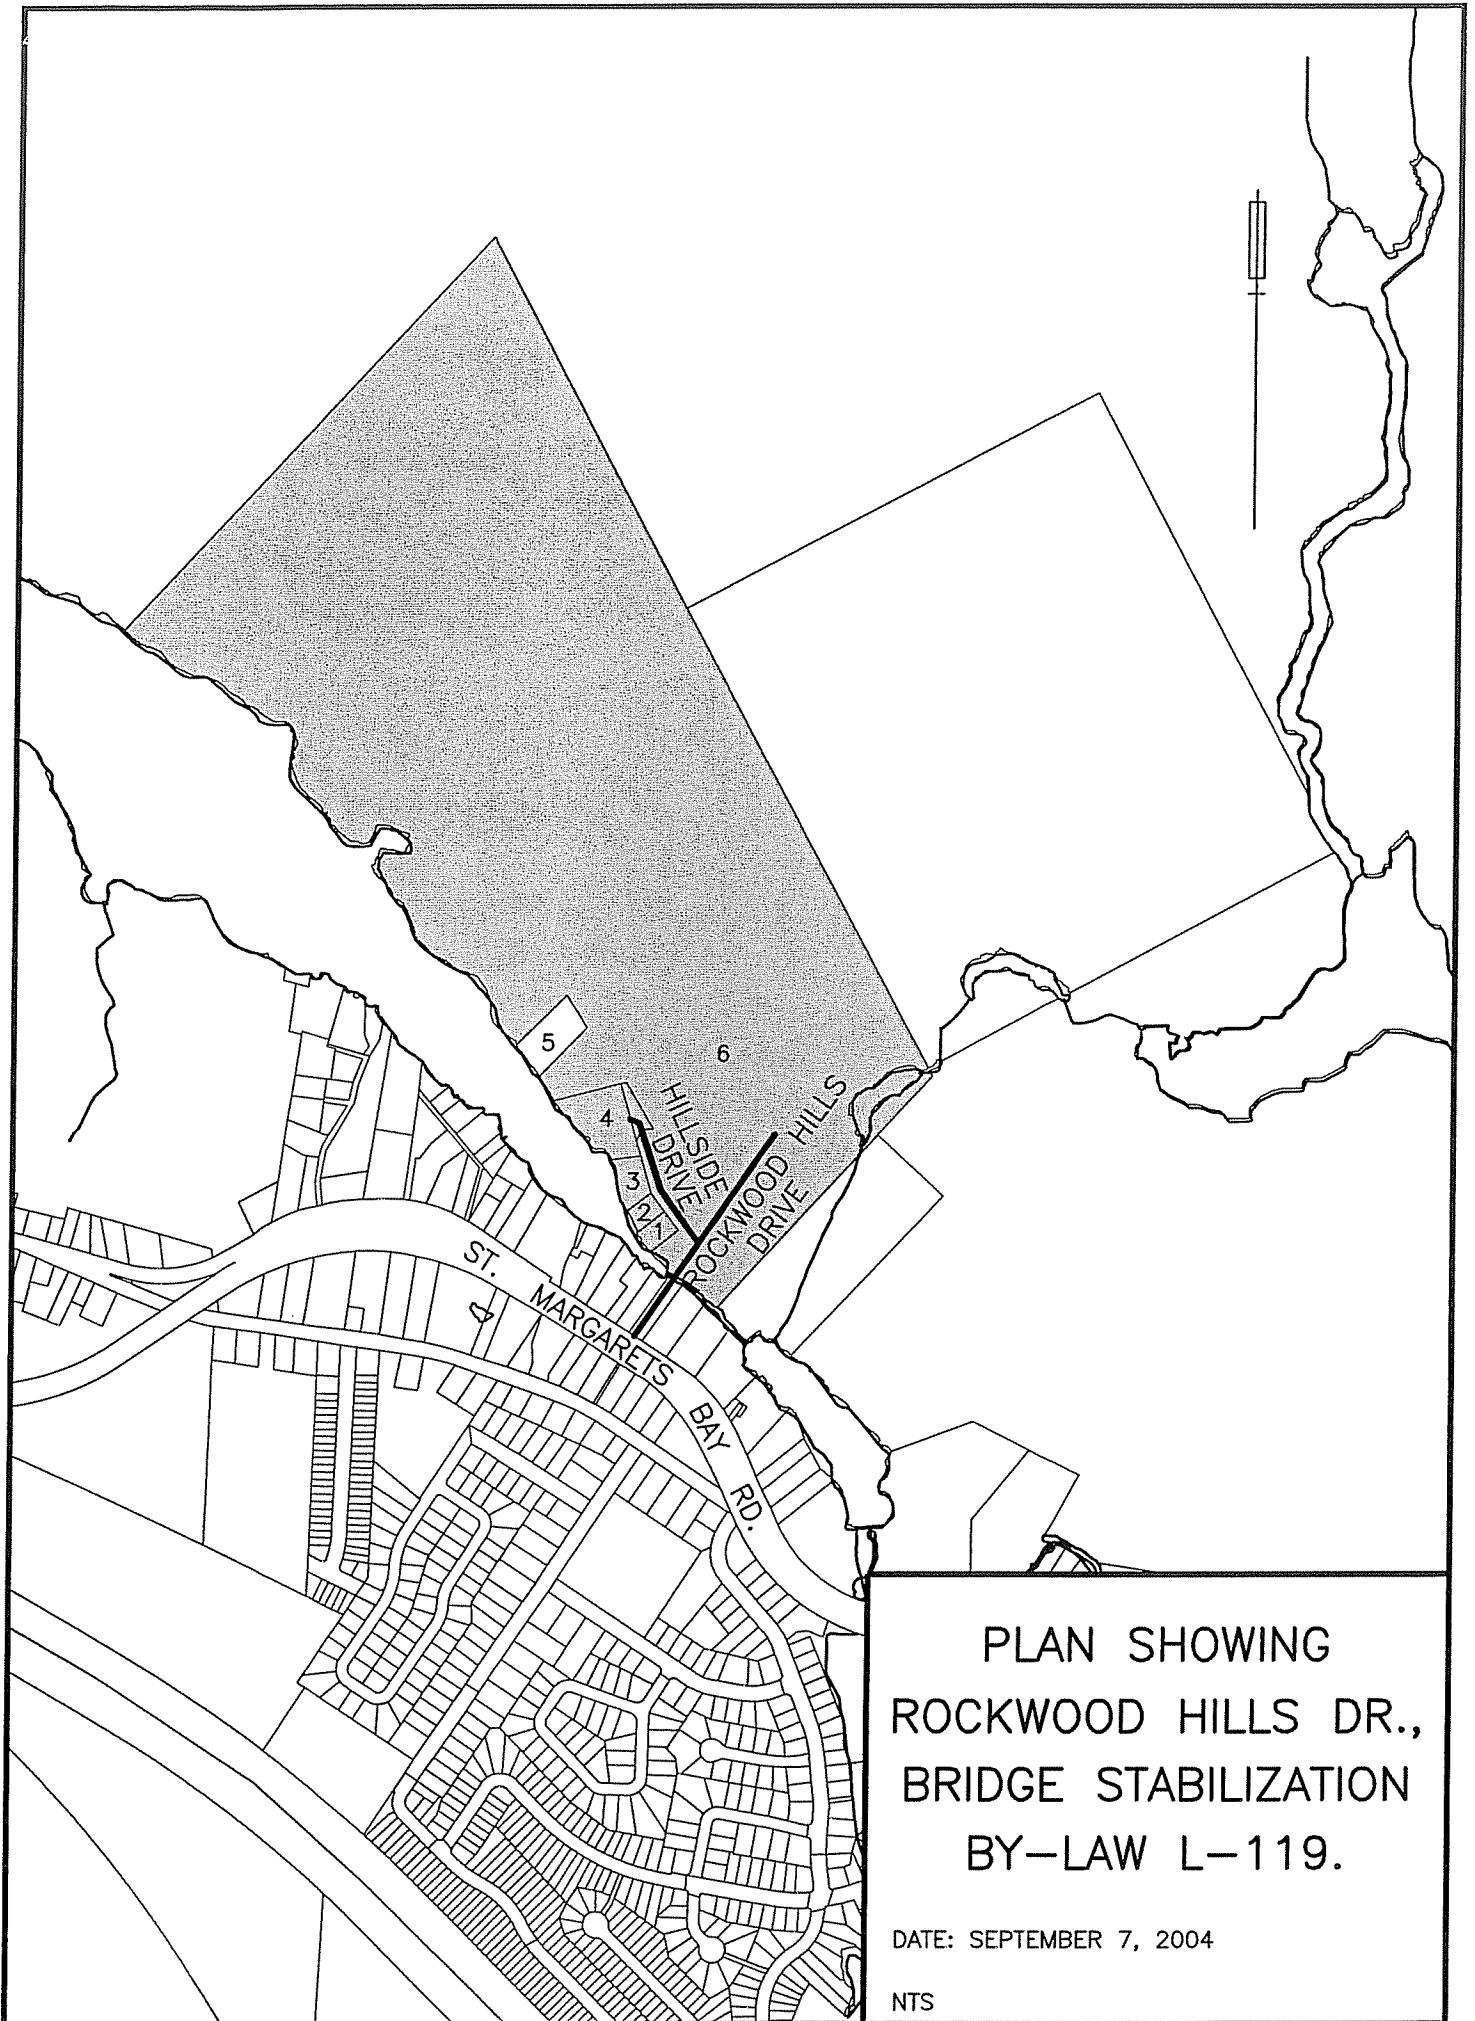 5
6
4
3
2
1
HILLSIDE
DRIVE
ROCKWOOD HILLS
DRIVE
ST. MARGARETS BAY RD.
PLAN SHOWING
ROCKWOOD HILLS DR.,
BRIDGE STABILIZATION
BY-LAW L-119.
DATE: SEPTEMBER 7, 2004
NTS